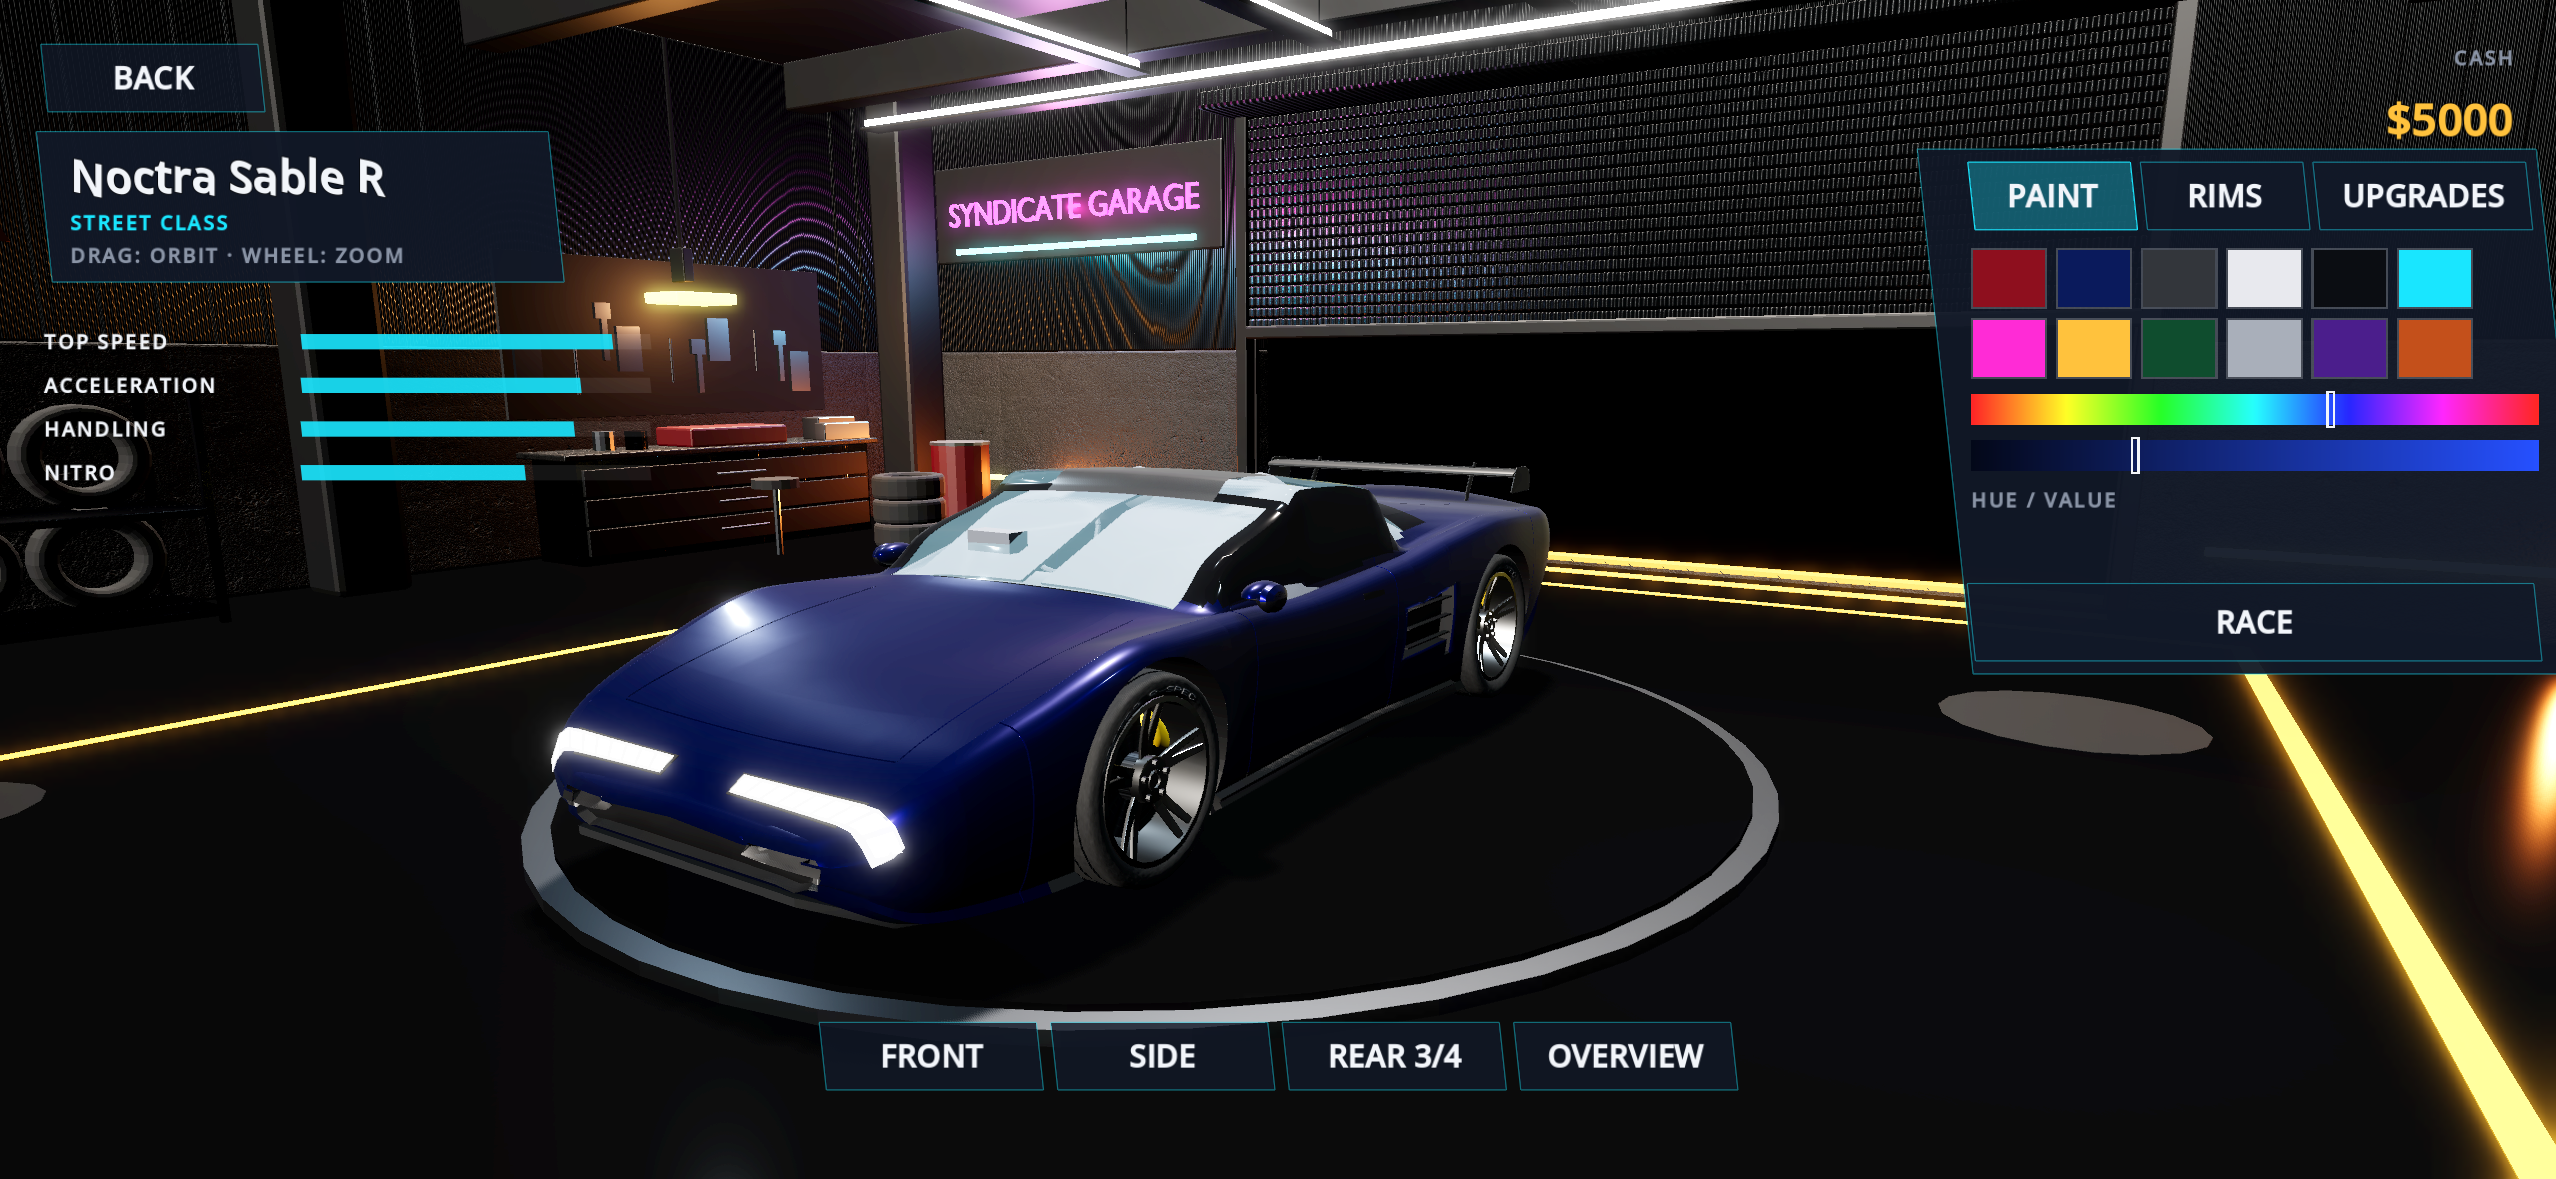 BACK
CASH
$5000
Noctra Sable R
STREET CLASS
DRAG: ORBIT · WHEEL: ZOOM
SYNDICATE GARAGE
PAINT
RIMS
UPGRADES
TOP SPEED
ACCELERATION
HANDLING
NITRO
HUE / VALUE
RACE
FRONT
SIDE
REAR 3/4
OVERVIEW